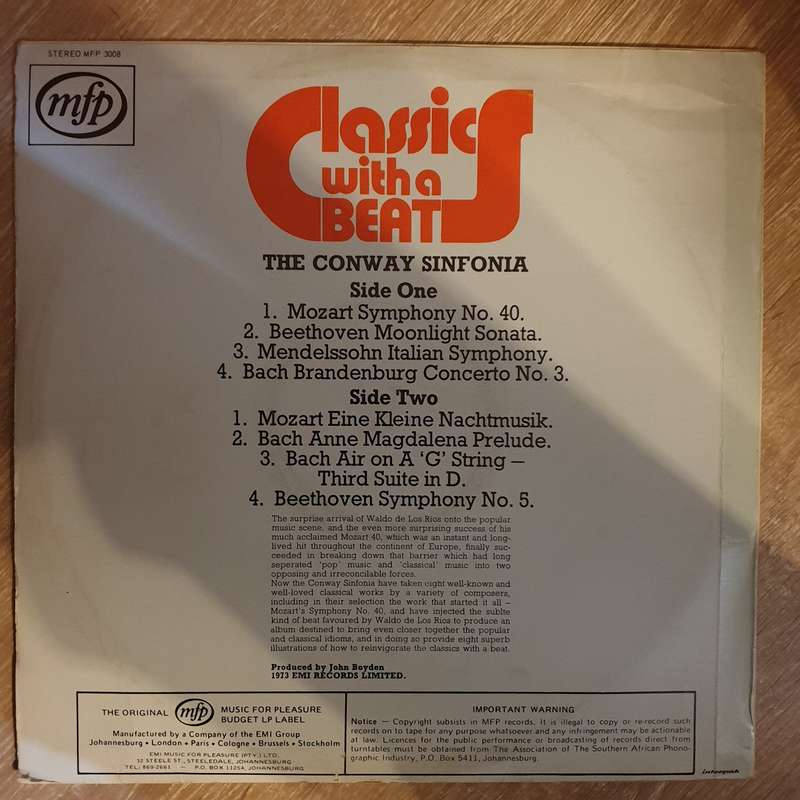 STEREO MFP 3008
mfp
Classics
with a
BEAT
THE CONWAY SINFONIA
Side One
1. Mozart Symphony No. 40.
2. Beethoven Moonlight Sonata.
3. Mendelssohn Italian Symphony.
4. Bach Brandenburg Concerto No. 3.
Side Two
1. Mozart Eine Kleine Nachtmusik.
2. Bach Anne Magdalena Prelude.
3. Bach Air on A ‘G’ String –
Third Suite in D.
4. Beethoven Symphony No. 5.
The surprise arrival of Waldo de Los Rios onto the popular
music scene, and the even more surprising success of his
much acclaimed Mozart 40, which was an instant and long-
lived hit throughout the continent of Europe, finally suc-
ceeded in breaking down that barrier which had long
seperated ‘pop’ music and ‘classical’ music into two
opposing and irreconcilable forces.
Now the Conway Sinfonia have taken eight well-known and
well-loved classical works by a variety of composers,
including in their selection the work that started it all –
Mozart's Symphony No. 40, and have injected the sublte
kind of beat favoured by Waldo de Los Rios to produce an
album destined to bring even closer together the popular
and classical idioms, and in doing so provide eight superb
illustrations of how to reinvigorate the classics with a beat.
Produced by John Boyden
1973 EMI RECORDS LIMITED.
THE ORIGINAL mfp MUSIC FOR PLEASURE
BUDGET LP LABEL
Manufactured by a Company of the EMI Group
Johannesburg • London • Paris • Cologne • Brussels • Stockholm
EMI MUSIC FOR PLEASURE (PTY.) LTD.
12 STEELE ST., STEELEDALE, JOHANNESBURG
TEL: 869-2661 — P.O. BOX 11254, JOHANNESBURG
IMPORTANT WARNING
Notice – Copyright subsists in MFP records. It is illegal to copy or re-record such
records on to tape for any purpose whatsoever and any infringement may be actionable
at law. Licences for the public performance or broadcasting of records direct from
turntables must be obtained from The Association of The Southern African Phono-
graphic Industry, P.O. Box 5411, Johannesburg.
interpak